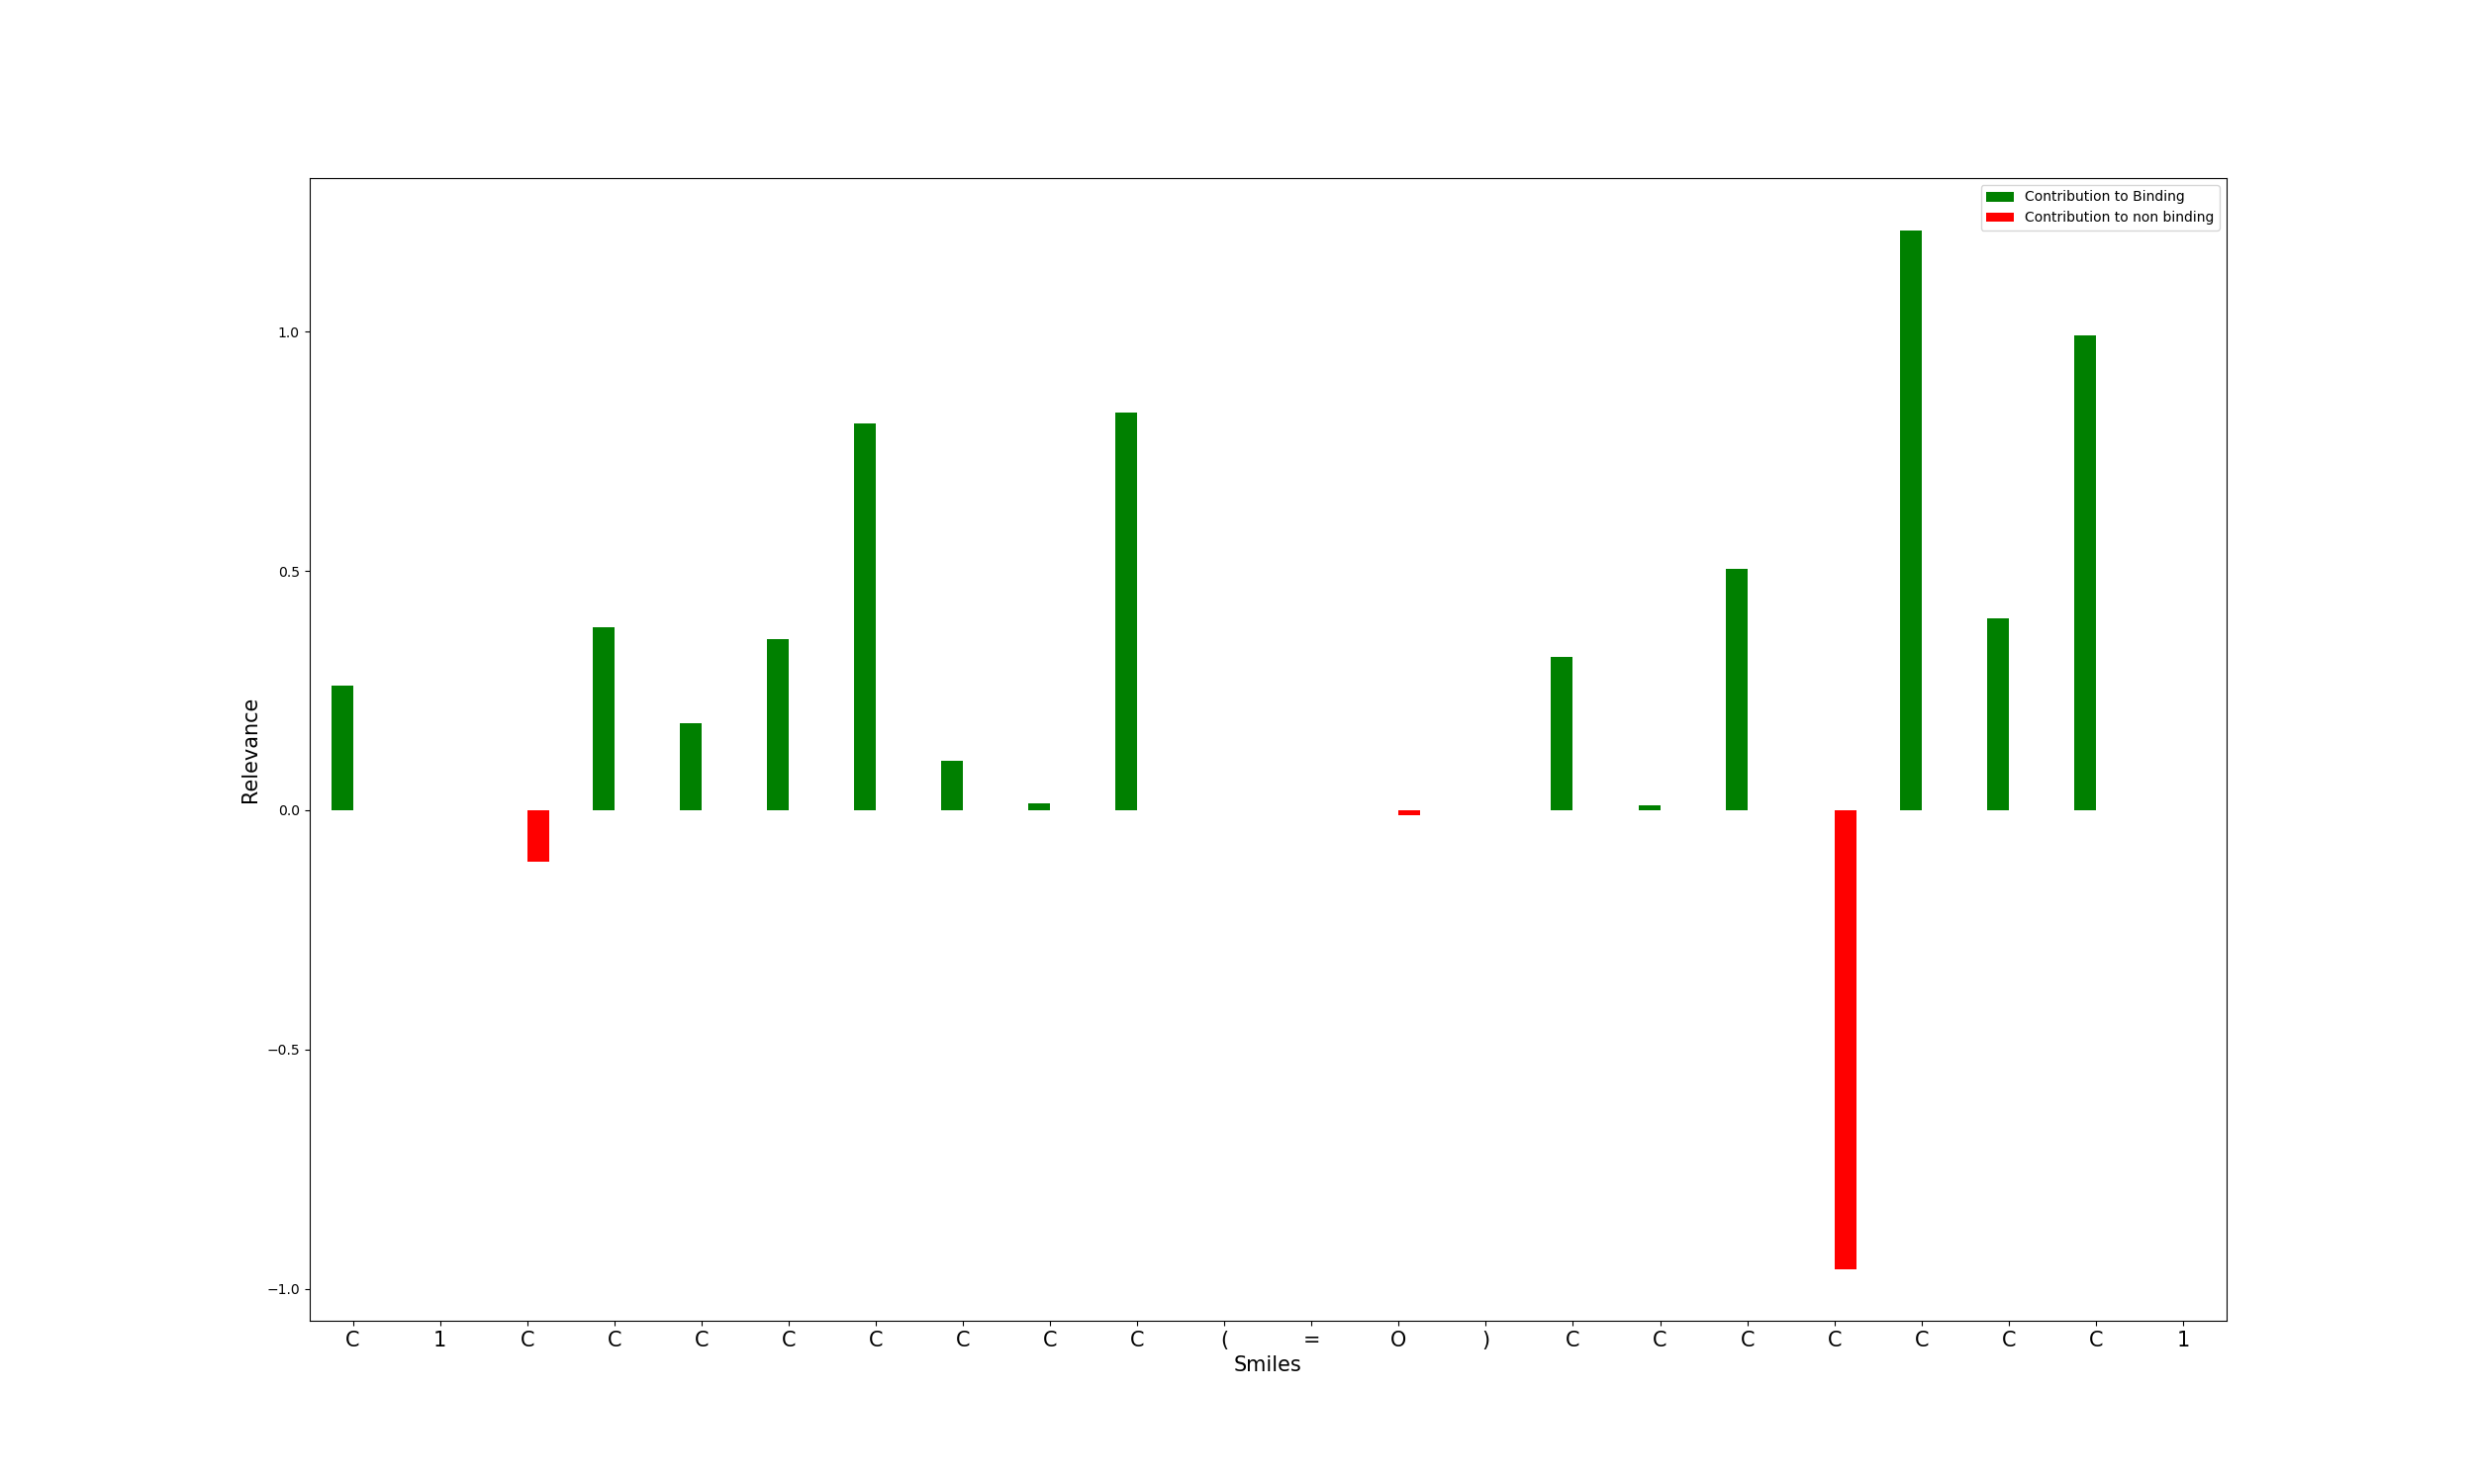 Contribution to Binding
Contribution to non binding
1.0
0.5
0.0
−0.5
−1.0
Relevance
C 1 C C C C C C C C ( = O ) C C C C C C C 1
Smiles